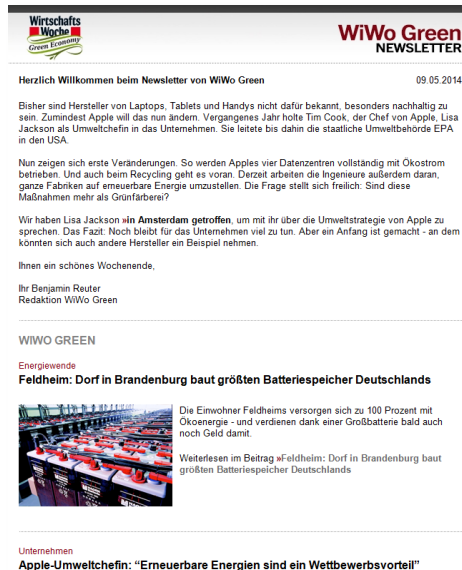 Wirtschafts
Woche
Green Economy
WiWo Green
NEWSLETTER
Herzlich Willkommen beim Newsletter von WiWo Green 09.05.2014
Bisher sind Hersteller von Laptops, Tablets und Handys nicht dafür bekannt, besonders nachhaltig zu
sein. Zumindest Apple will das nun ändern. Vergangenes Jahr holte Tim Cook, der Chef von Apple, Lisa
Jackson als Umweltchefin in das Unternehmen. Sie leitete bis dahin die staatliche Umweltbehörde EPA
in den USA.
Nun zeigen sich erste Veränderungen. So werden Apples vier Datenzentren vollständig mit Ökostrom
betrieben. Und auch beim Recycling geht es voran. Derzeit arbeiten die Ingenieure außerdem daran,
ganze Fabriken auf erneuerbare Energie umzustellen. Die Frage stellt sich freilich: Sind diese
Maßnahmen mehr als Grünfärberei?
Wir haben Lisa Jackson »in Amsterdam getroffen, um mit ihr über die Umweltstrategie von Apple zu
sprechen. Das Fazit: Noch bleibt für das Unternehmen viel zu tun. Aber ein Anfang ist gemacht - an dem
könnten sich auch andere Hersteller ein Beispiel nehmen.
Ihnen ein schönes Wochenende,
Ihr Benjamin Reuter
Redaktion WiWo Green
WIWO GREEN
Energiewende
Feldheim: Dorf in Brandenburg baut größten Batteriespeicher Deutschlands
Die Einwohner Feldheims versorgen sich zu 100 Prozent mit
Ökoenergie - und verdienen dank einer Großbatterie bald auch
noch Geld damit.
Weiterlesen im Beitrag »Feldheim: Dorf in Brandenburg baut
größten Batteriespeicher Deutschlands
Unternehmen
Apple-Umweltchefin: “Erneuerbare Energien sind ein Wettbewerbsvorteil”